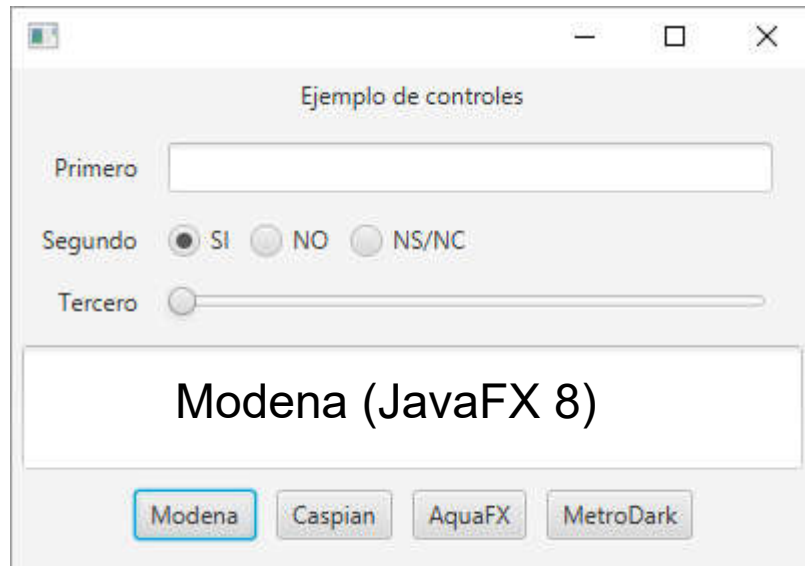 Ejemplo de controles
Primero
Segundo SI NO NS/NC
Tercero
Modena (JavaFX 8)
Modena Caspian AquaFX MetroDark